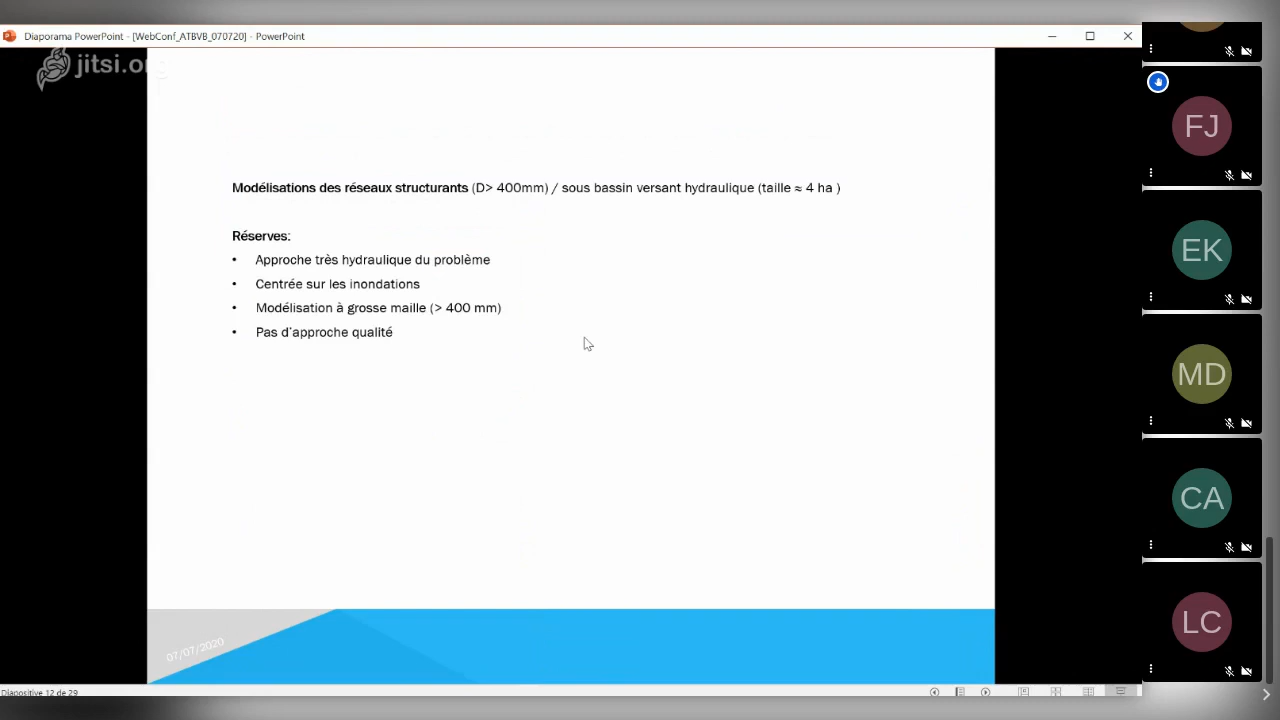 Diaporama PowerPoint - [WebConf_ATBVB_070720] - PowerPoint
jitsi.org
FJ
Modélisations des réseaux structurants (D> 400mm) / sous bassin versant hydraulique (taille ≈ 4 ha )
Réserves:
• Approche très hydraulique du problème
• Centrée sur les inondations
• Modélisation à grosse maille (> 400 mm)
• Pas d'approche qualité
EK
MD
CA
LC
07/07/2020
Diapositive 12 de 29